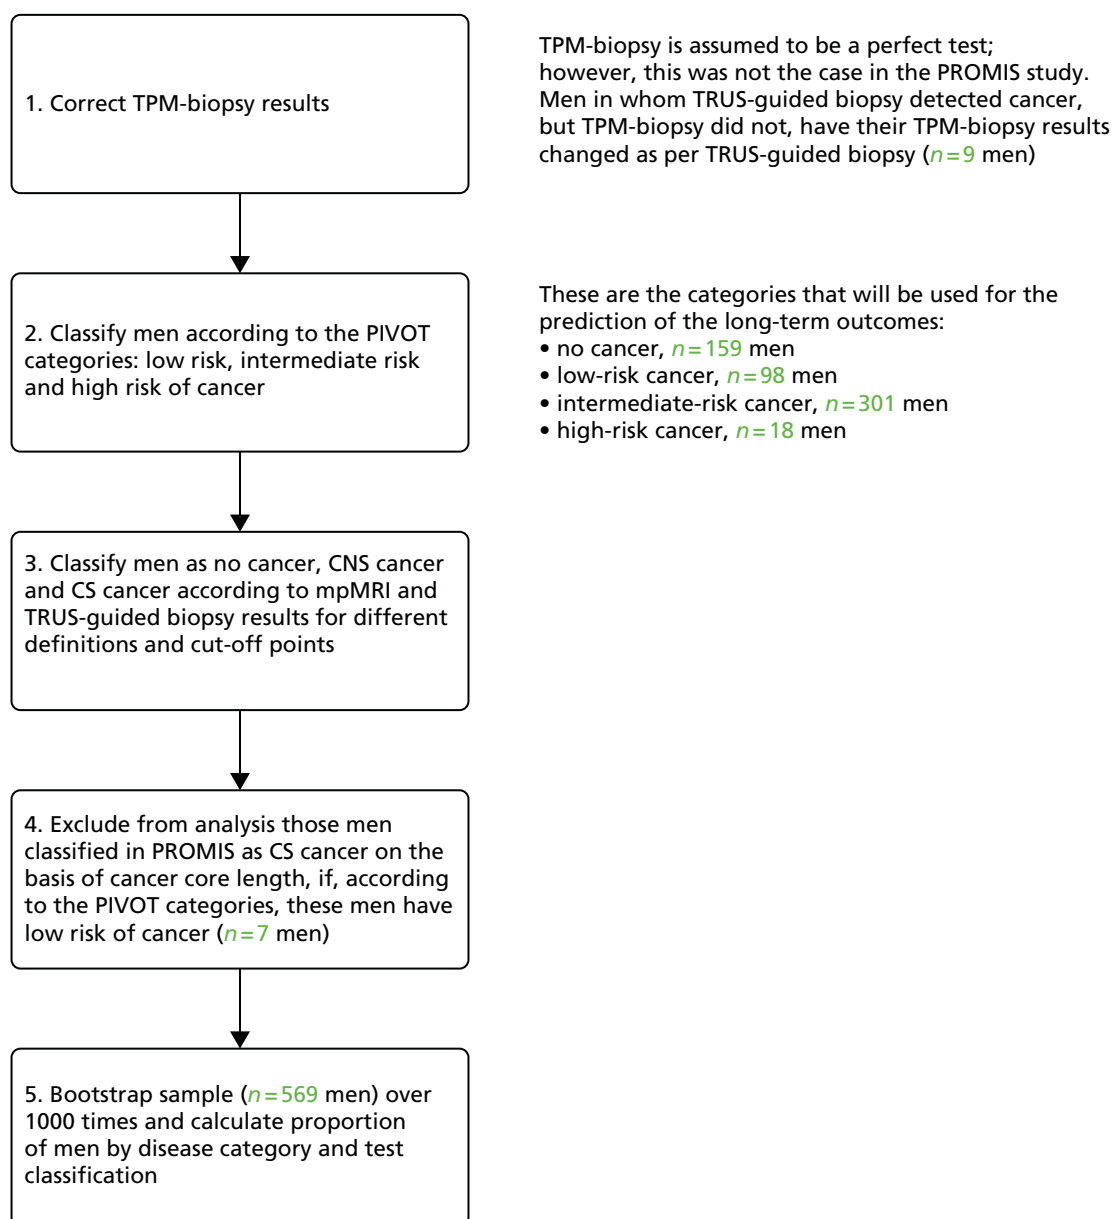 1. Correct TPM-biopsy results
TPM-biopsy is assumed to be a perfect test;
however, this was not the case in the PROMIS study.
Men in whom TRUS-guided biopsy detected cancer,
but TPM-biopsy did not, have their TPM-biopsy results
changed as per TRUS-guided biopsy (n=9 men)
2. Classify men according to the PIVOT
categories: low risk, intermediate risk
and high risk of cancer
These are the categories that will be used for the
prediction of the long-term outcomes:
• no cancer, n=159 men
• low-risk cancer, n=98 men
• intermediate-risk cancer, n=301 men
• high-risk cancer, n=18 men
3. Classify men as no cancer, CNS cancer
and CS cancer according to mpMRI and
TRUS-guided biopsy results for different
definitions and cut-off points
4. Exclude from analysis those men
classified in PROMIS as CS cancer on the
basis of cancer core length, if, according
to the PIVOT categories, these men have
low risk of cancer (n=7 men)
5. Bootstrap sample (n=569 men) over
1000 times and calculate proportion
of men by disease category and test
classification